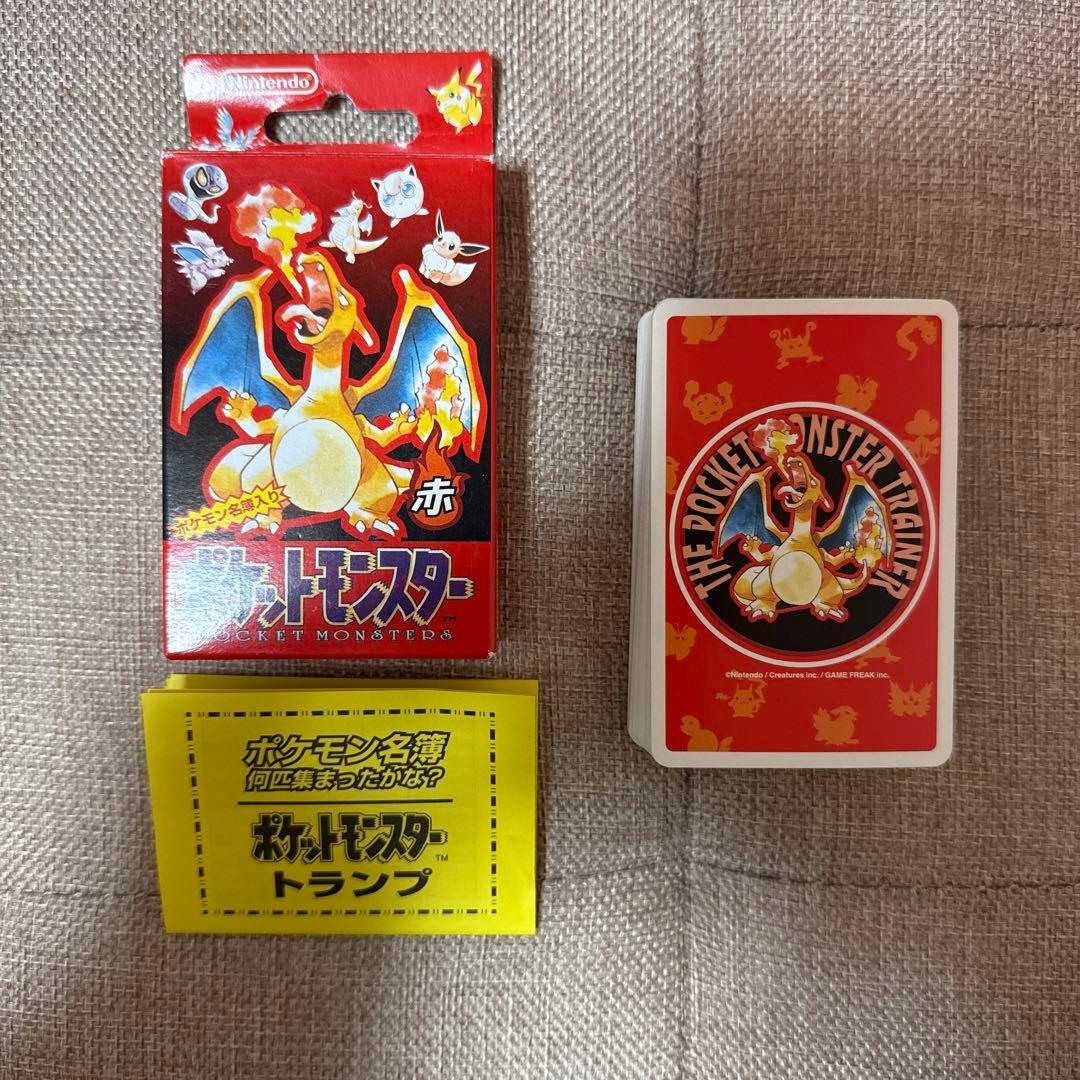 Nintendo
ポケモン名簿入り
赤
ポケットモンスター
™
POCKET MONSTERS
ポケモン名簿
何匹集まったかな?
ポケットモンスター
™
トランプ
THE POCKET MONSTER TRAINER
©Nintendo / Creatures inc. / GAME FREAK inc.